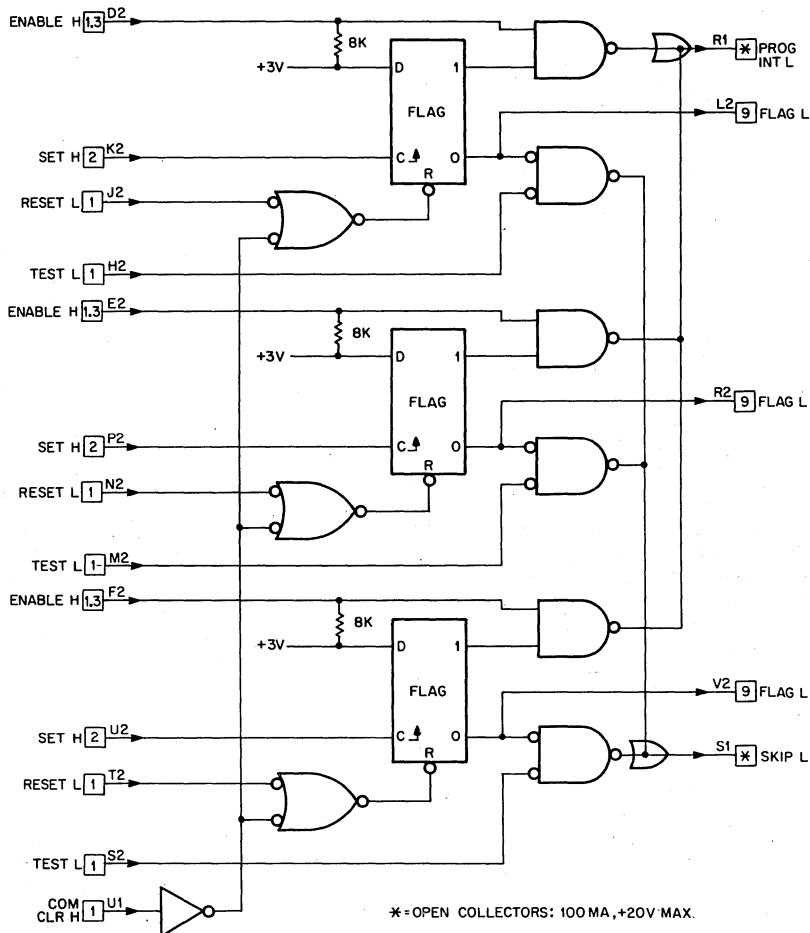 ENABLE H 1.3 D2
8K
+3V D 1
FLAG
R1 * PROG INT L
L2 9 FLAG L
SET H 2 K2
C 0
R
RESET L 1 J2
TEST L 1 H2
ENABLE H 1.3 E2
8K
+3V D 1
FLAG
R2 9 FLAG L
SET H 2 P2
C 0
R
RESET L 1 N2
TEST L 1- M2
ENABLE H 1.3 F2
8K
+3V D 1
FLAG
V2 9 FLAG L
SET H 2 U2
C 0
R
S1 * SKIP L
RESET L 1 T2
TEST L 1 S2
COM CLR H 1 U1
*=OPEN COLLECTORS: 100 MA, +20V MAX.